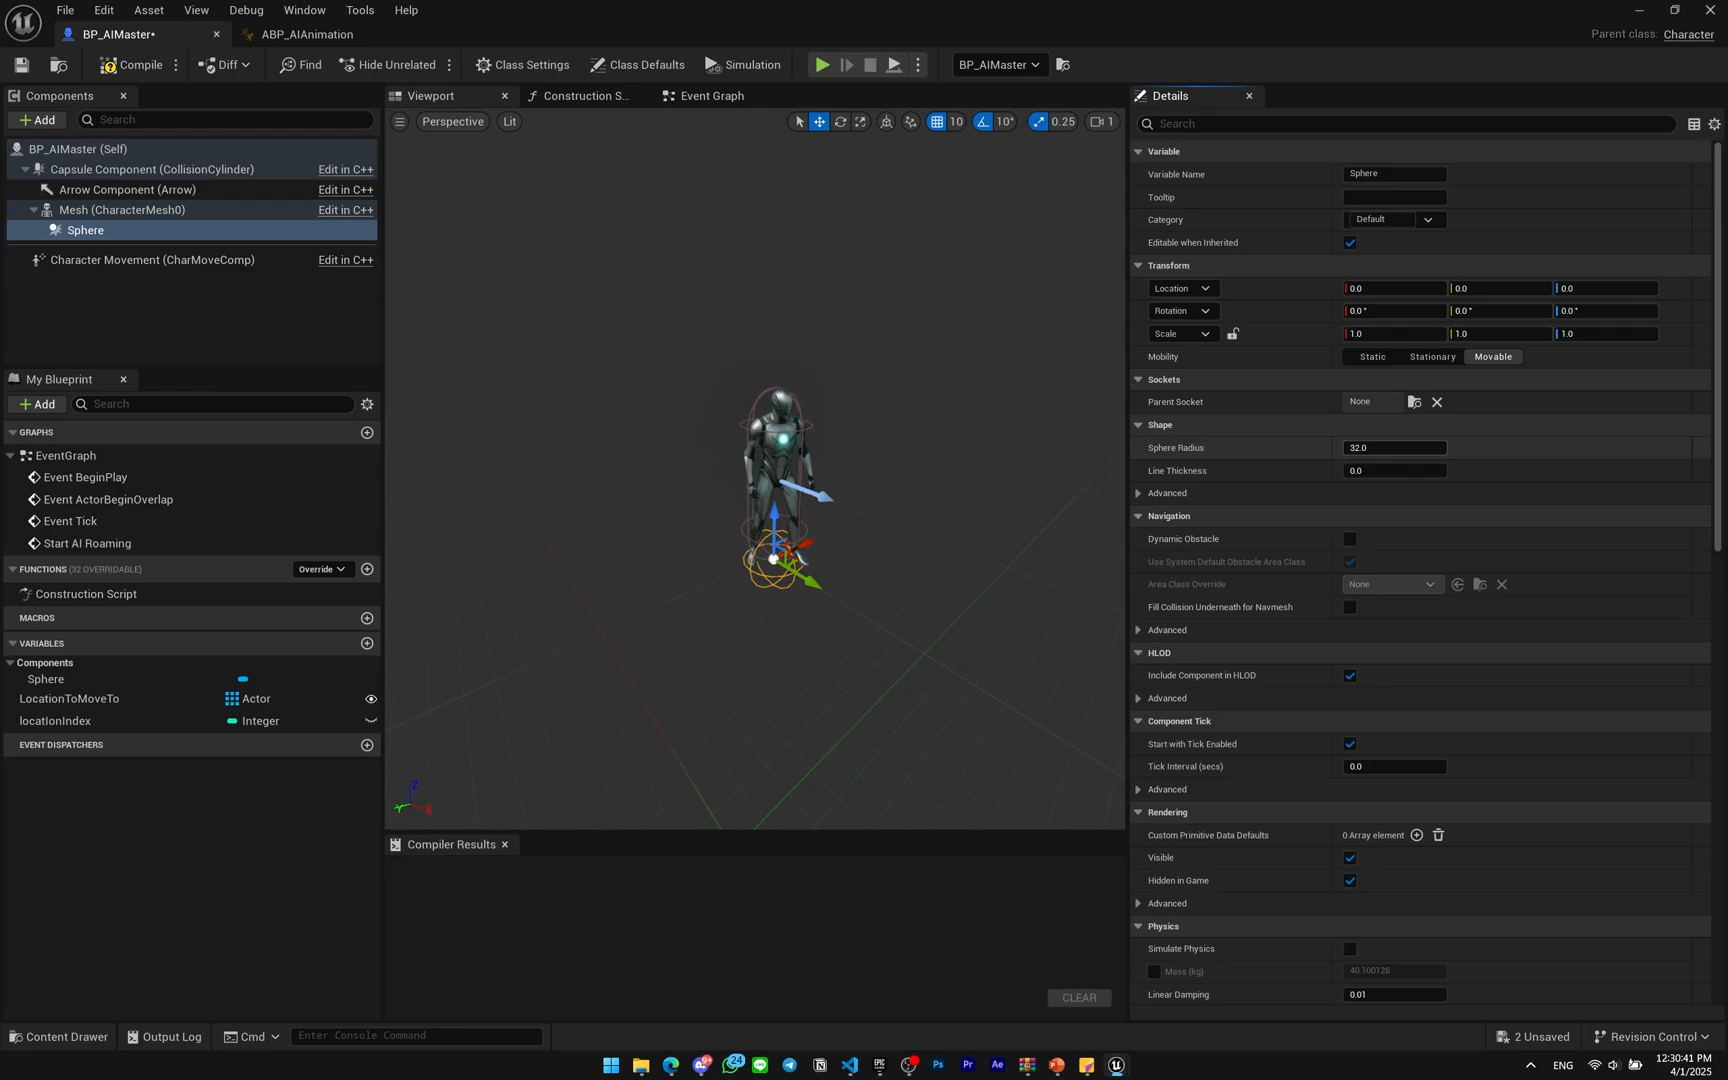 File Edit Asset View Debug Window Tools Help
BP_AIMaster*
ABP_AIAnimation
Parent class: Character
Compile
Diff
Find
Hide Unrelated
Class Settings
Class Defaults
Simulation
BP_AIMaster
Components
Add
Search
BP_AIMaster (Self)
Capsule Component (CollisionCylinder) Edit in C++
Arrow Component (Arrow) Edit in C++
Mesh (CharacterMesh0) Edit in C++
Sphere
Character Movement (CharMoveComp) Edit in C++
My Blueprint
Add
Search
GRAPHS
EventGraph
Event BeginPlay
Event ActorBeginOverlap
Event Tick
Start AI Roaming
FUNCTIONS (32 OVERRIDABLE) Override
Construction Script
MACROS
VARIABLES
Components
Sphere
LocationToMoveTo Actor
locatIonIndex Integer
EVENT DISPATCHERS
Viewport
Construction S...
Event Graph
Perspective Lit
10 10° 0.25 1
Z
Compiler Results
CLEAR
Details
Search
Variable
Variable Name Sphere
Tooltip
Category Default
Editable when Inherited
Transform
Location 0.0 0.0 0.0
Rotation 0.0° 0.0° 0.0°
Scale 1.0 1.0 1.0
Mobility Static Stationary Movable
Sockets
Parent Socket None
Shape
Sphere Radius 32.0
Line Thickness 0.0
Advanced
Navigation
Dynamic Obstacle
Use System Default Obstacle Area Class
Area Class Override None
Fill Collision Underneath for Navmesh
Advanced
HLOD
Include Component in HLOD
Advanced
Component Tick
Start with Tick Enabled
Tick Interval (secs) 0.0
Advanced
Rendering
Custom Primitive Data Defaults 0 Array element
Visible
Hidden in Game
Advanced
Physics
Simulate Physics
Mass (kg) 40.100128
Linear Damping 0.01
Content Drawer
Output Log
Cmd
Enter Console Command
2 Unsaved
Revision Control
9+
24
Ps
Pr
Ae
ENG
12:30:41 PM
4/1/2025